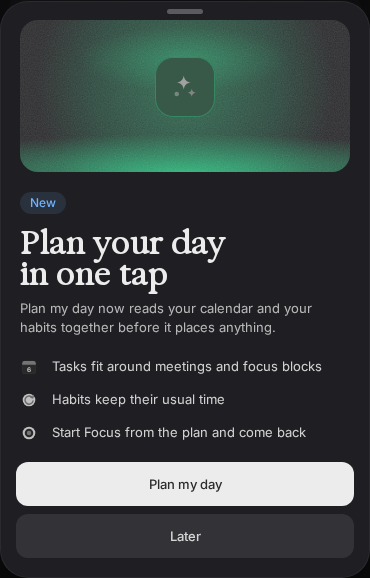 New
Plan your day
in one tap
Plan my day now reads your calendar and your
habits together before it places anything.
6
Tasks fit around meetings and focus blocks
Habits keep their usual time
Start Focus from the plan and come back
Plan my day
Later